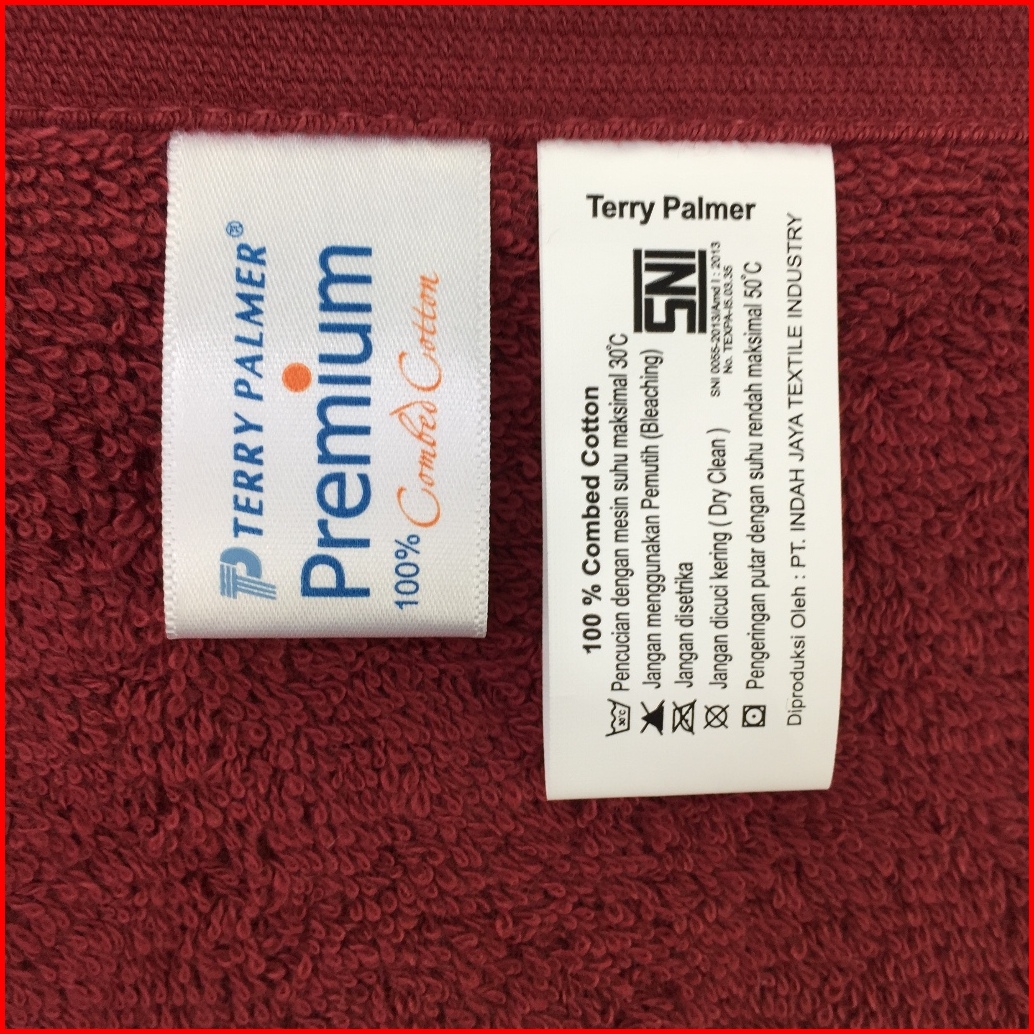 TERRY PALMER®
Premium
100% Combed Cotton
Terry Palmer
SNI
SNI 0055-2013/Amd I : 2013
No. TEXPA-IS.03.35
100 % Combed Cotton
30°C
Pencucian dengan mesin suhu maksimal 30°C
Jangan menggunakan Pemutih (Bleaching)
Jangan disetrika
Jangan dicuci kering ( Dry Clean )
Pengeringan putar dengan suhu rendah maksimal 50°C
Diproduksi Oleh : PT. INDAH JAYA TEXTILE INDUSTRY